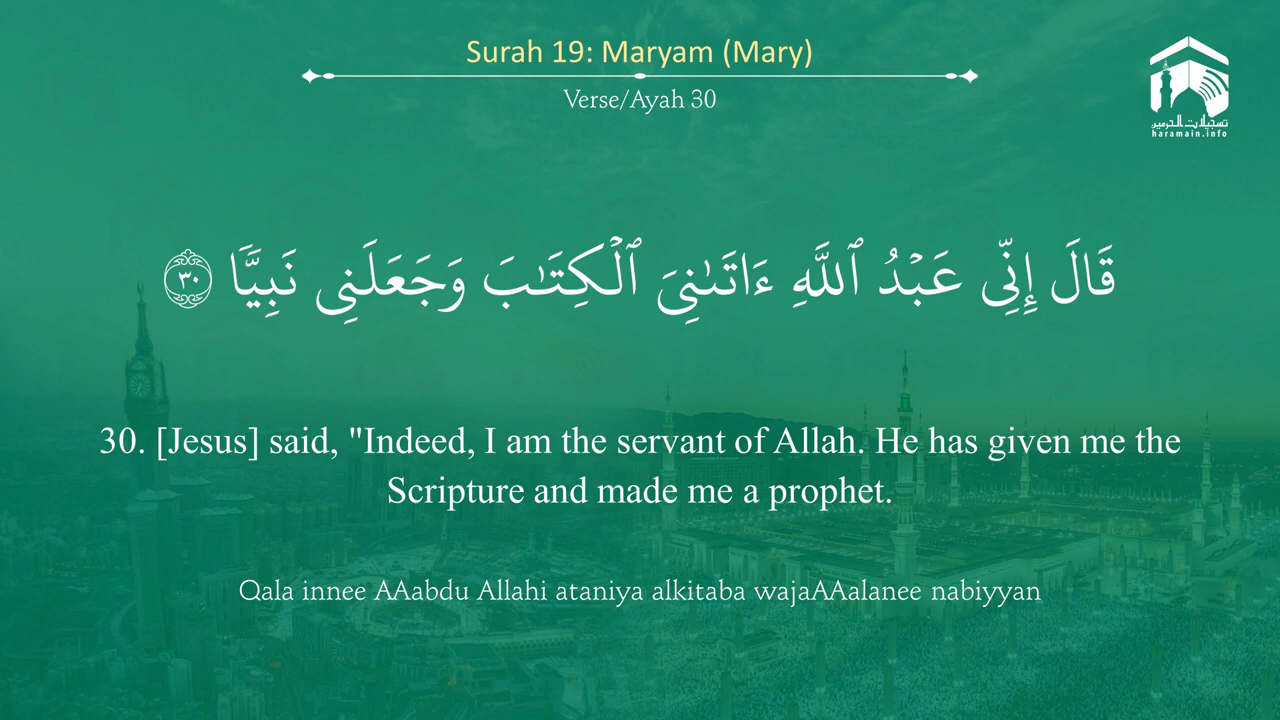 Surah 19: Maryam (Mary)
Verse/Ayah 30
تسجيلات الحرمين
haramain.info
قَالَ إِنِّى عَبْدُ ٱللَّهِ ءَاتَىٰنِىَ ٱلْكِتَـٰبَ وَجَعَلَنِى نَبِيًّا ٣٠
30. [Jesus] said, "Indeed, I am the servant of Allah. He has given me the
Scripture and made me a prophet.
Qala innee AAabdu Allahi ataniya alkitaba wajaAAalanee nabiyyan